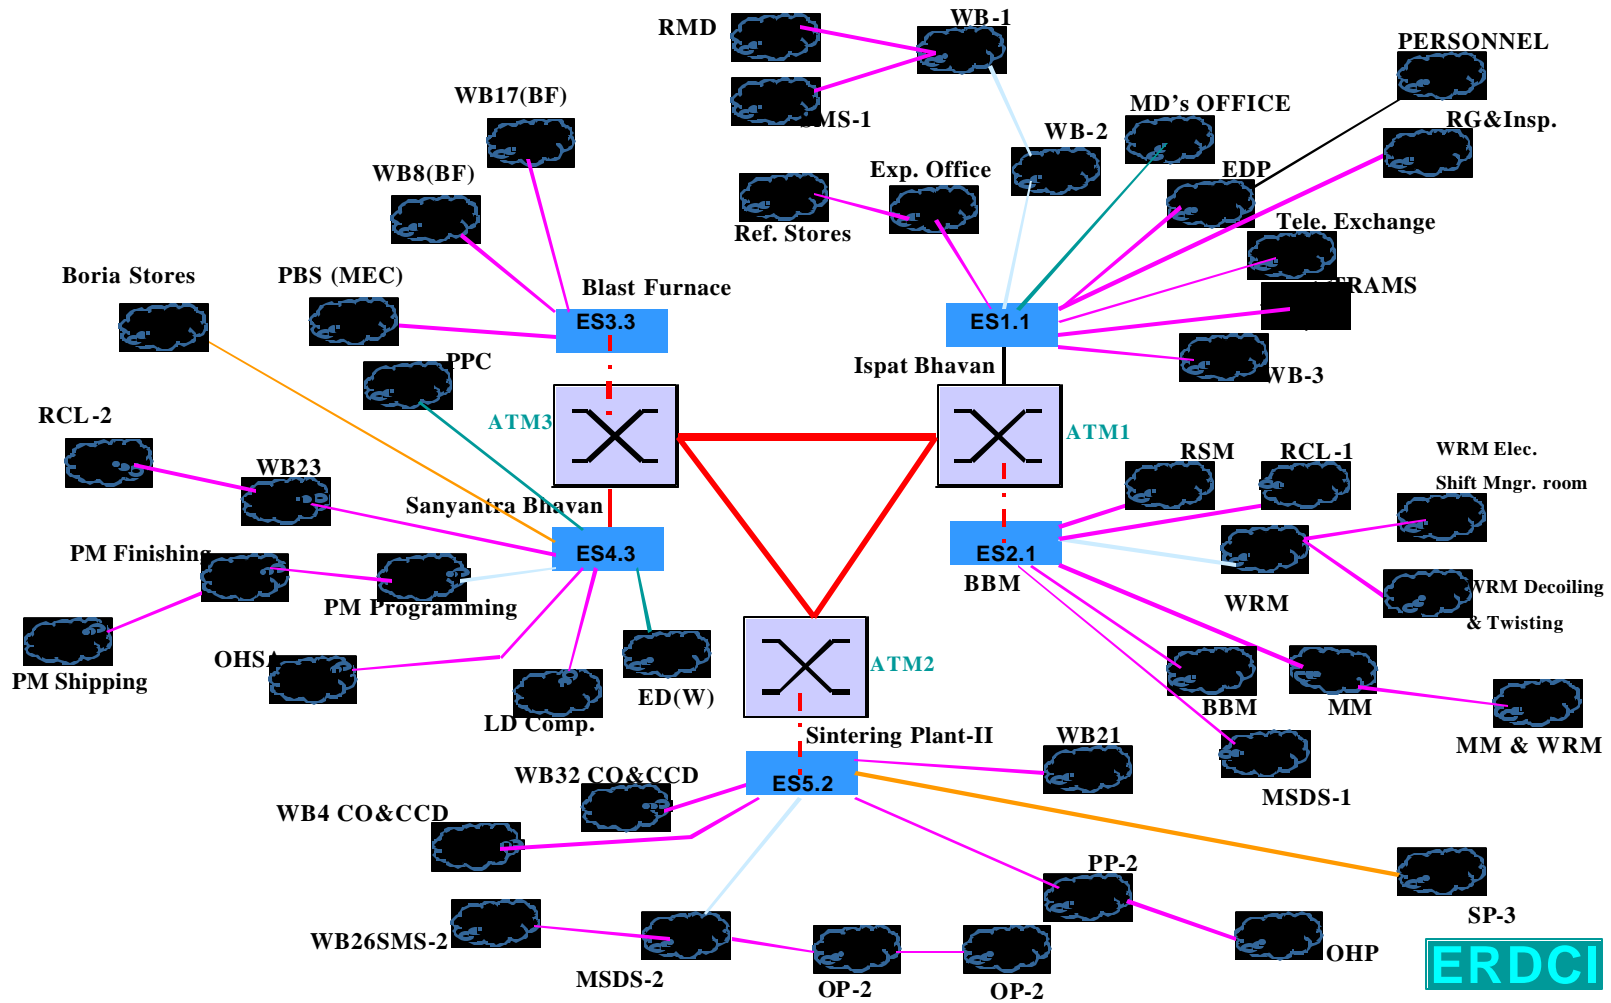 RMD
WB-1
PERSONNEL
WB17(BF)
SMS-1
MD's OFFICE
RG&Insp.
WB-2
WB8(BF)
Exp. Office
EDP
Ref. Stores
Tele. Exchange
Boria Stores
PBS (MEC)
Blast Furnace
TRAMS
ES3.3
ES1.1
PPC
Ispat Bhavan
WB-3
RCL-2
ATM3
ATM1
WB23
RSM
RCL-1
WRM Elec.
Shift Mngr. room
Sanyantra Bhavan
PM Finishing
ES4.3
ES2.1
BBM
PM Programming
WRM
WRM Decoiling
& Twisting
OHSA
PM Shipping
ATM2
ED(W)
LD Comp.
BBM
MM
MM & WRM
Sintering Plant-II
WB21
WB32 CO&CCD
ES5.2
MSDS-1
WB4 CO&CCD
PP-2
SP-3
WB26SMS-2
MSDS-2
OP-2
OP-2
OHP
ERDCI